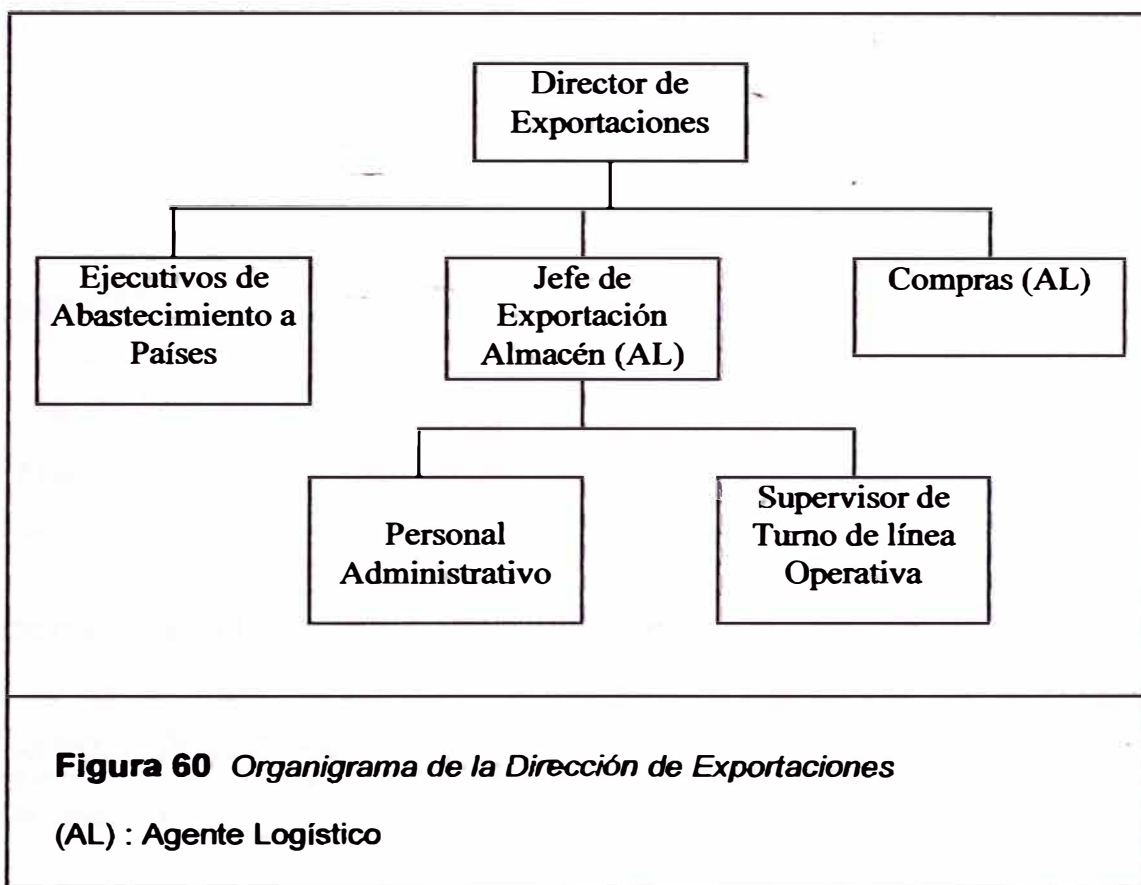 Director de
Exportaciones
Ejecutivos de
Abastecimiento a
Países
Jefe de
Exportación
Almacén (AL)
Compras (AL)
Personal
Administrativo
Supervisor de
Turno de línea
Operativa
Figura 60 Organigrama de la Dirección de Exportaciones
(AL) : Agente Logístico